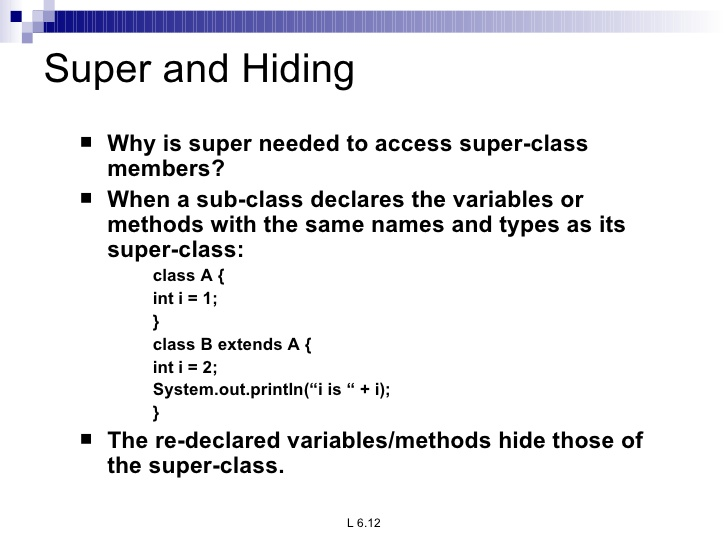 Super and Hiding
Why is super needed to access super-class
members?
When a sub-class declares the variables or
methods with the same names and types as its
super-class:
class A {
int i = 1;
}
class B extends A {
int i = 2;
System.out.println(“i is “ + i);
}
The re-declared variables/methods hide those of
the super-class.
L 6.12